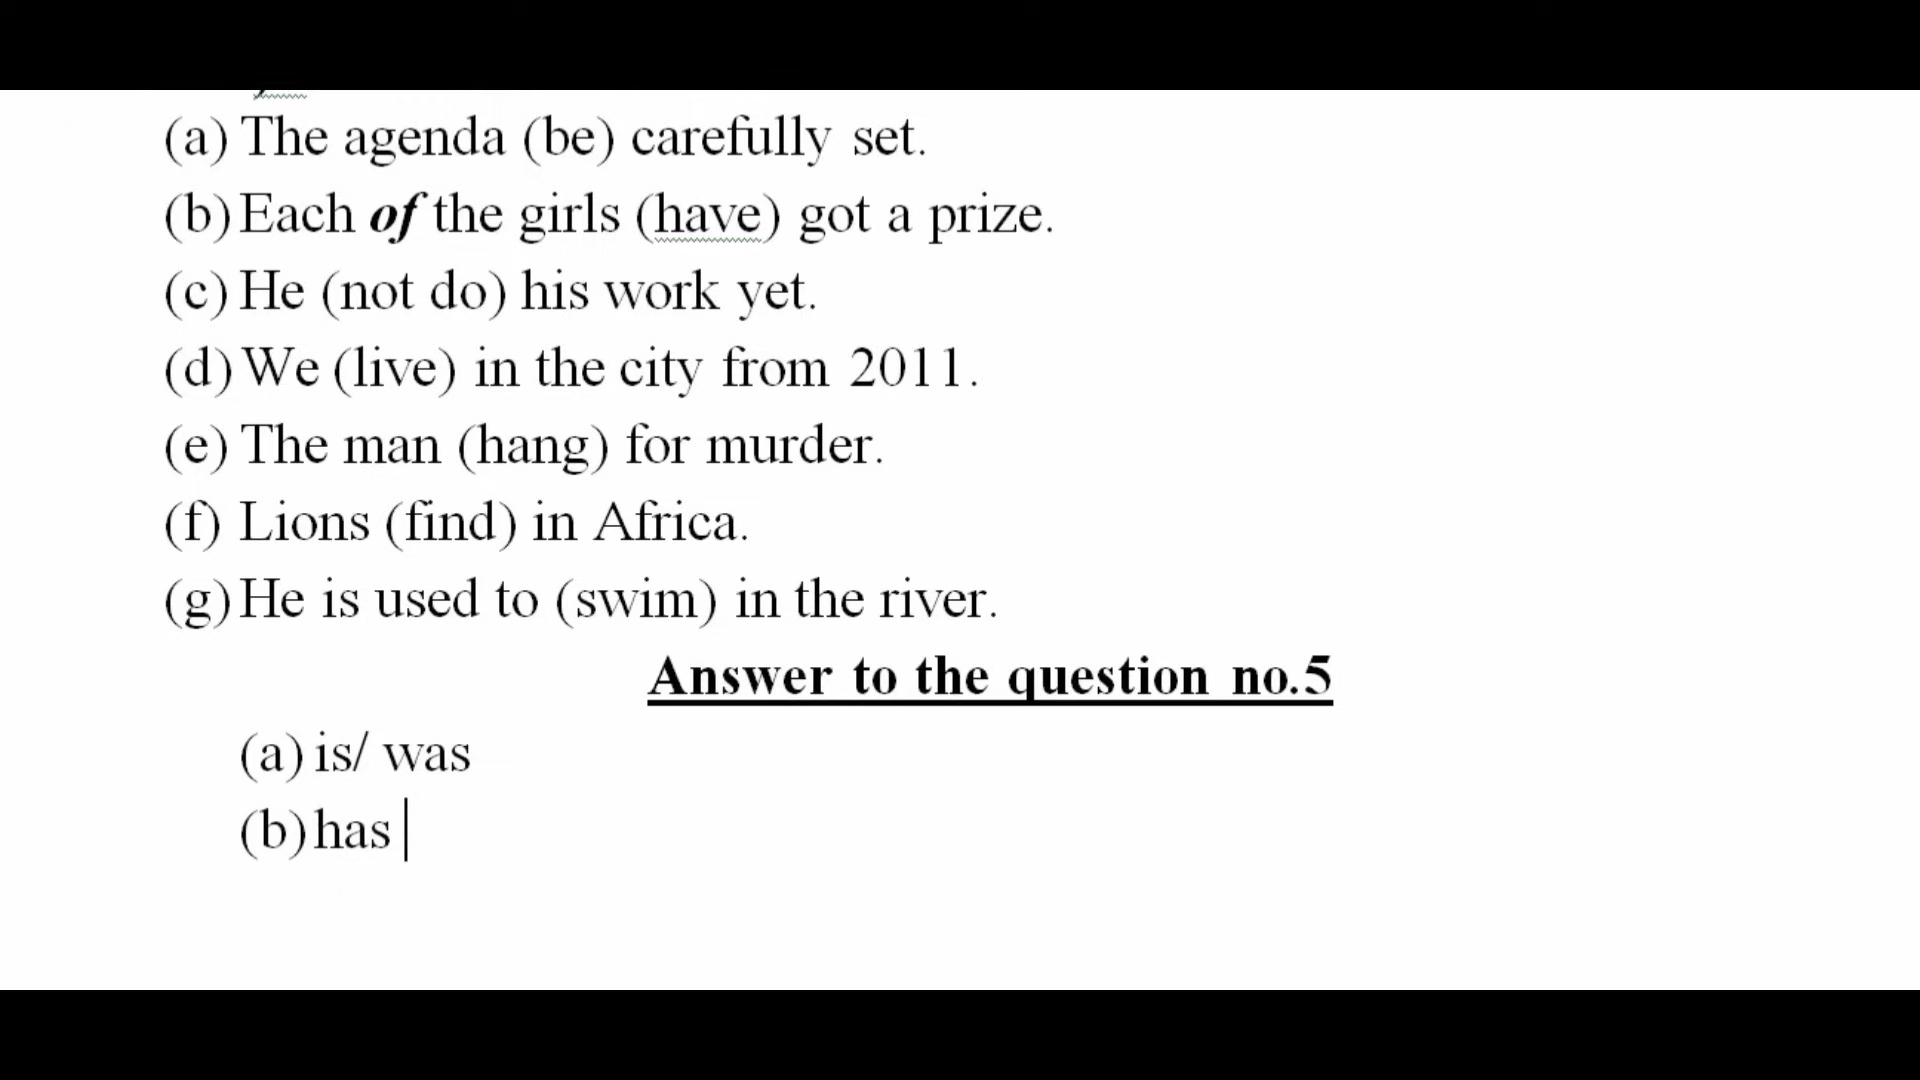 (a) The agenda (be) carefully set.
(b) Each of the girls (have) got a prize.
(c) He (not do) his work yet.
(d) We (live) in the city from 2011.
(e) The man (hang) for murder.
(f) Lions (find) in Africa.
(g) He is used to (swim) in the river.
Answer to the question no.5
(a) is/ was
(b) has